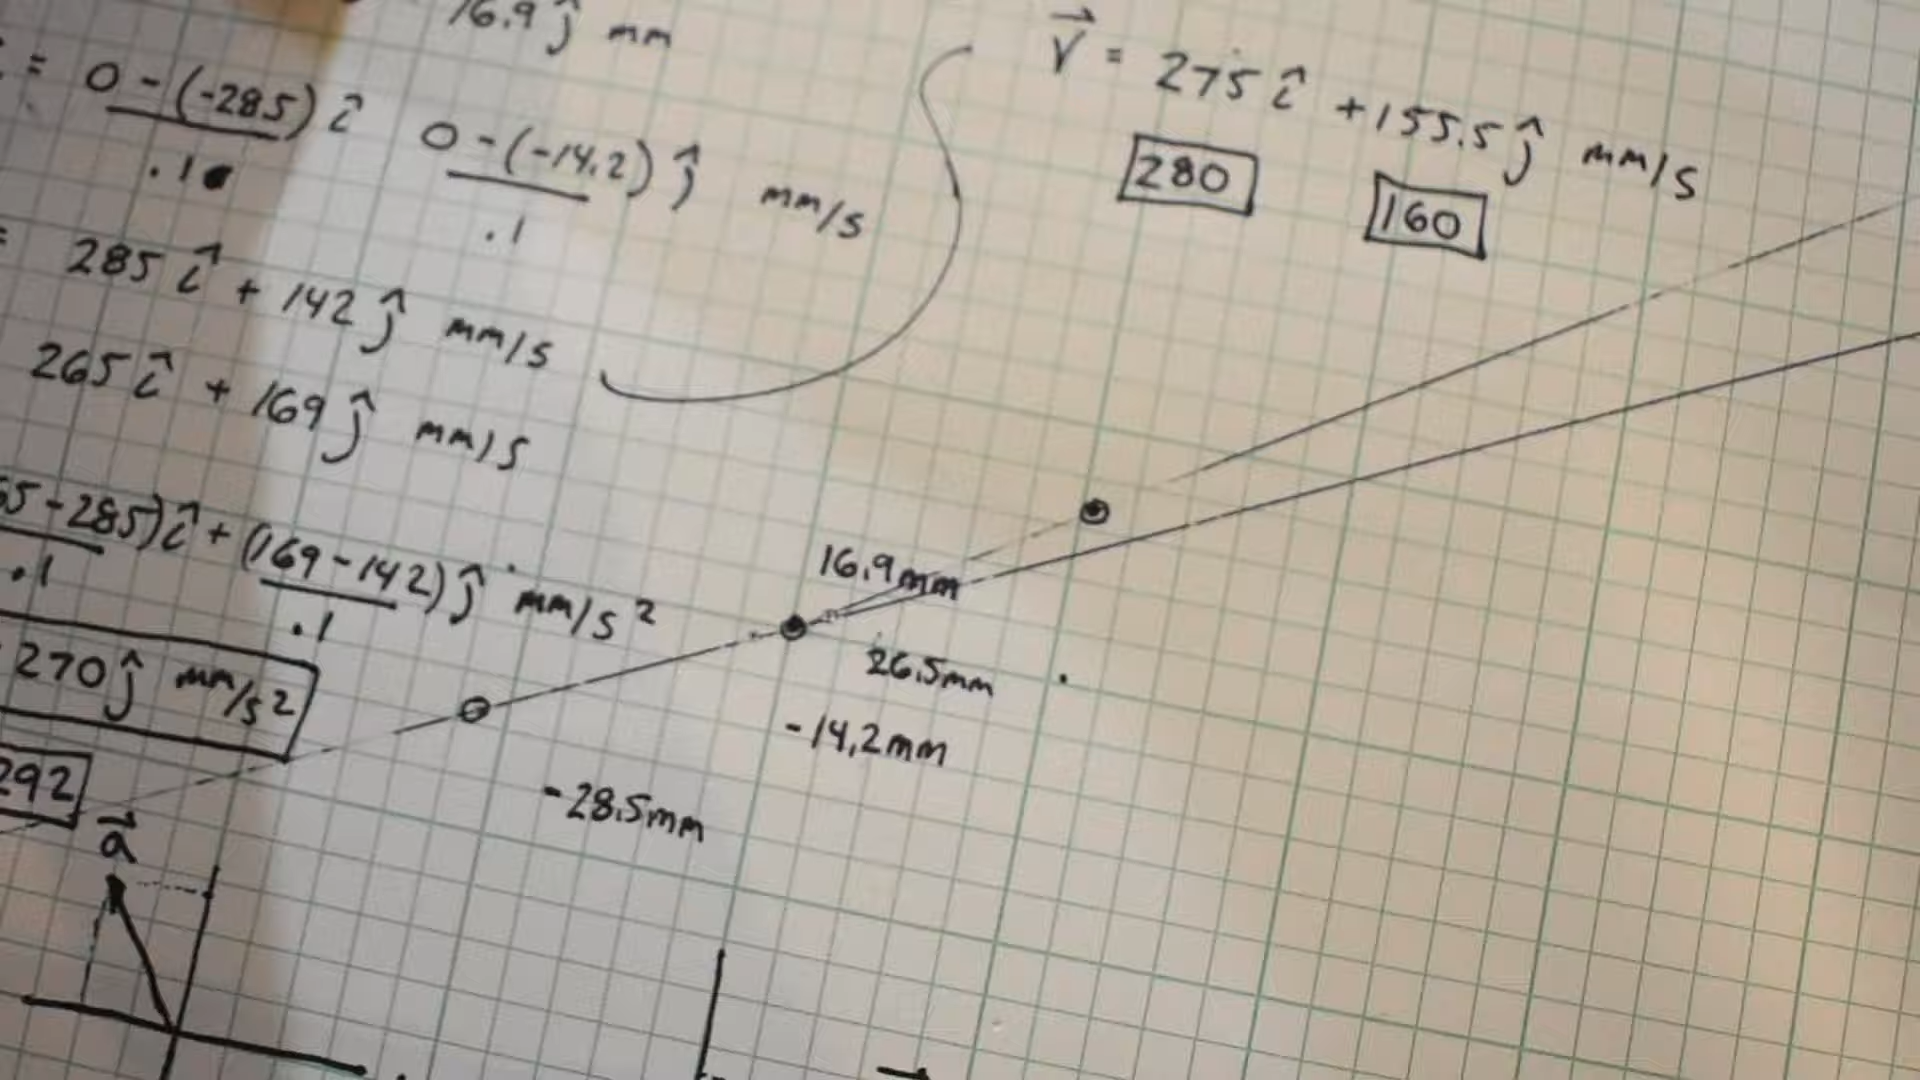 16.9ĵ mm
= 0-(-285) î 0-(-14.2) ĵ mm/s
.1 .1
= 285 î + 142 ĵ mm/s
265 î + 169 ĵ mm/s
65-285) î + (169-142) ĵ mm/s²
.1 .1
270 ĵ mm/s²
292
a⃗
V⃗ = 275 î +155.5 ĵ mm/s
280 160
16.9mm
26.5mm
-14,2mm
-28.5mm